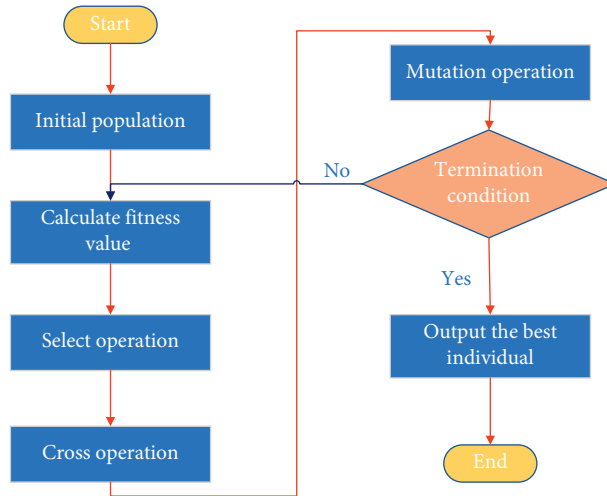 Start
Initial population
Calculate fitness
value
Select operation
Cross operation
Mutation operation
Termination
condition
No
Yes
Output the best
individual
End